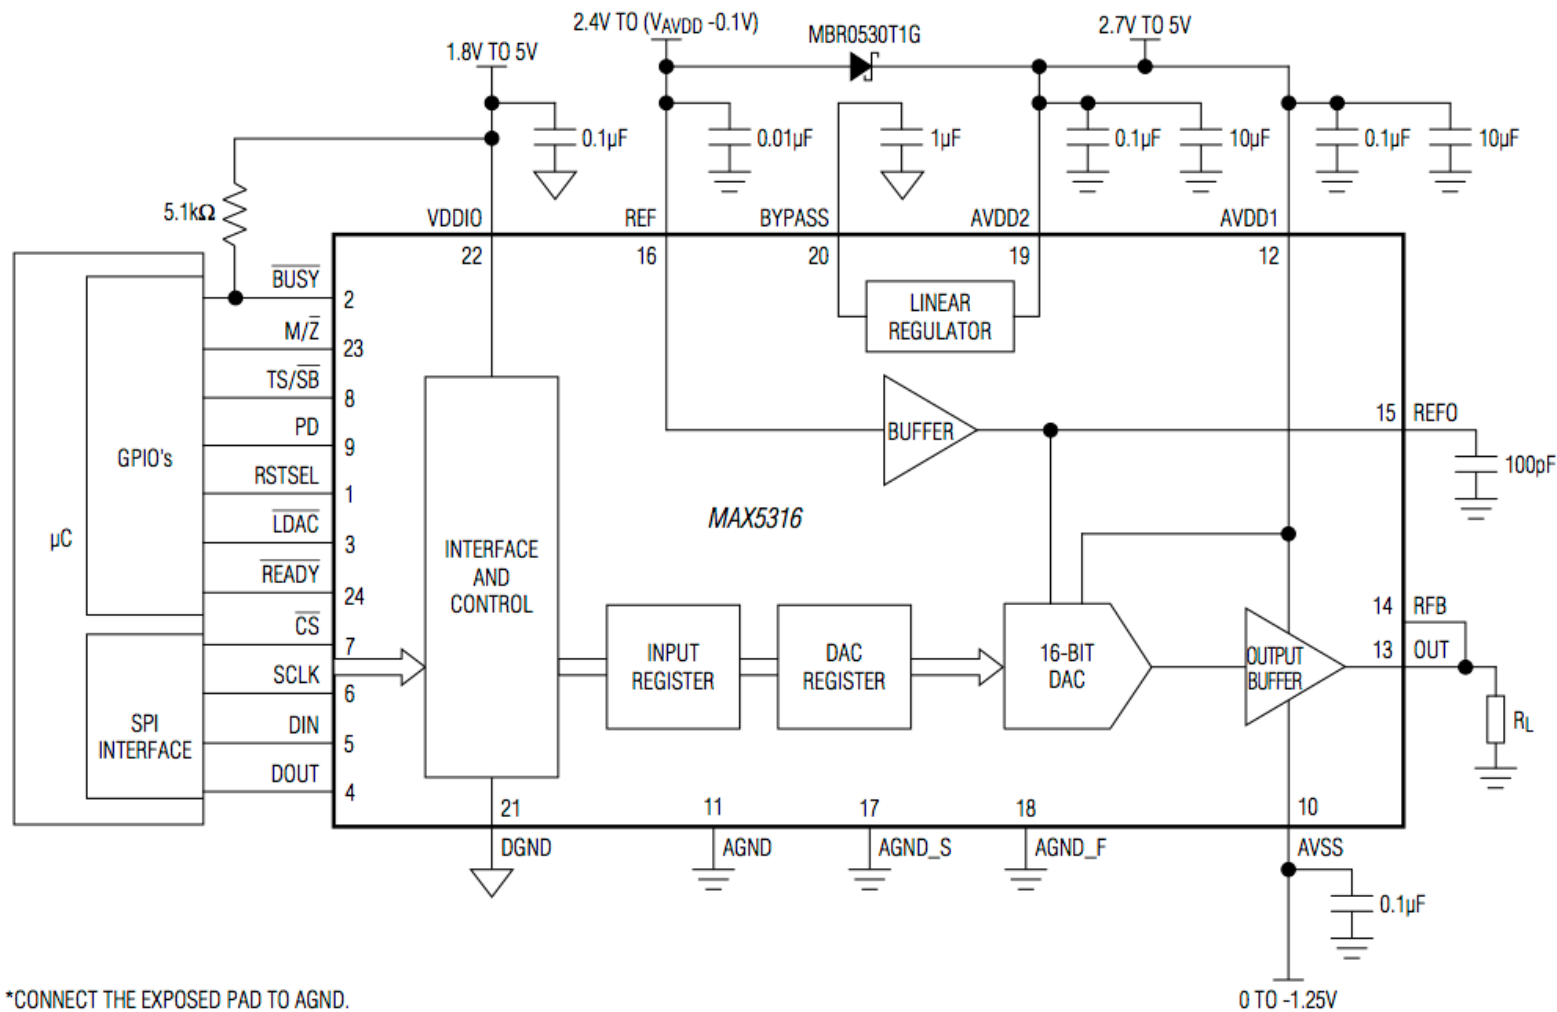 2.4V TO (VAVDD -0.1V)
MBR0530T1G
2.7V TO 5V
1.8V TO 5V
0.1µF
0.01µF
1µF
0.1µF
10µF
0.1µF
10µF
5.1kΩ
VDDIO
REF
BYPASS
AVDD2
AVDD1
22
16
20
19
12
B̅U̅S̅Y̅
2
LINEAR
REGULATOR
M/Z̅
23
TS/S̅B̅
8
PD
9
BUFFER
15
REFO
GPIO's
RSTSEL
1
100pF
µC
L̅D̅A̅C̅
3
MAX5316
INTERFACE
AND
CONTROL
R̅E̅A̅D̅Y̅
24
C̅S̅
7
14
RFB
INPUT
REGISTER
DAC
REGISTER
16-BIT
DAC
OUTPUT
BUFFER
13
OUT
SCLK
6
SPI
INTERFACE
DIN
5
RL
DOUT
4
21
11
17
18
10
DGND
AGND
AGND_S
AGND_F
AVSS
0.1µF
*CONNECT THE EXPOSED PAD TO AGND.
0 TO -1.25V